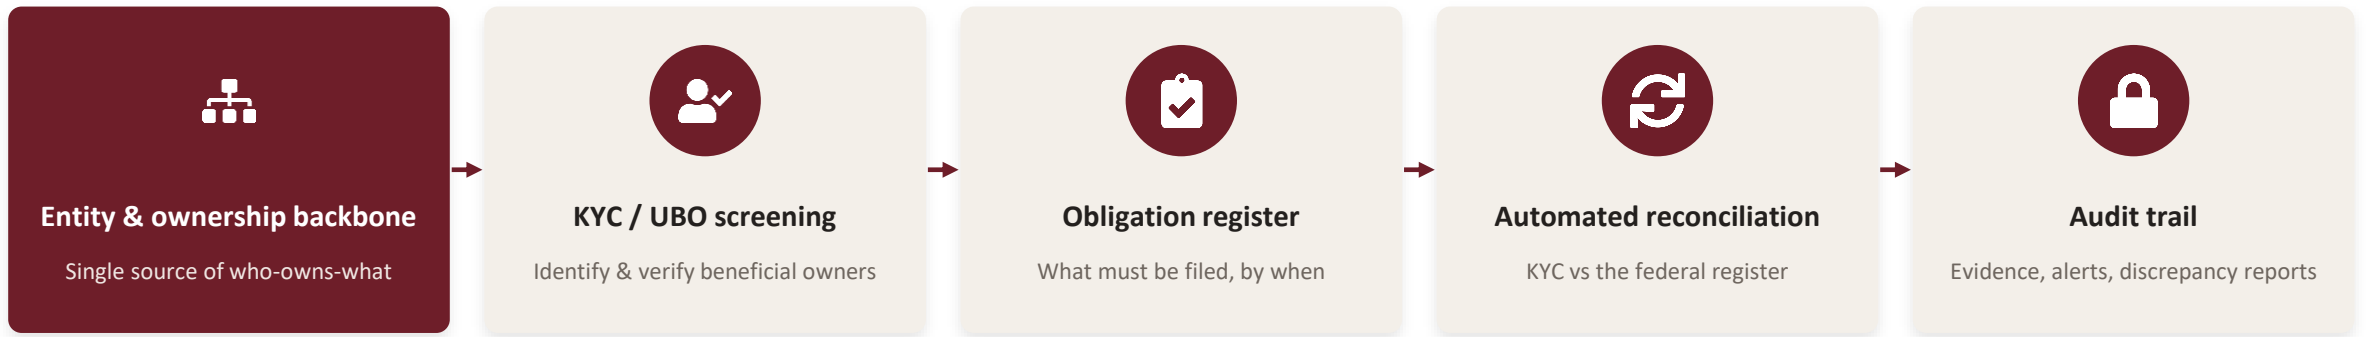 Entity & ownership backbone
Single source of who-owns-what
KYC / UBO screening
Identify & verify beneficial owners
Obligation register
What must be filed, by when
Automated reconciliation
KYC vs the federal register
Audit trail
Evidence, alerts, discrepancy reports